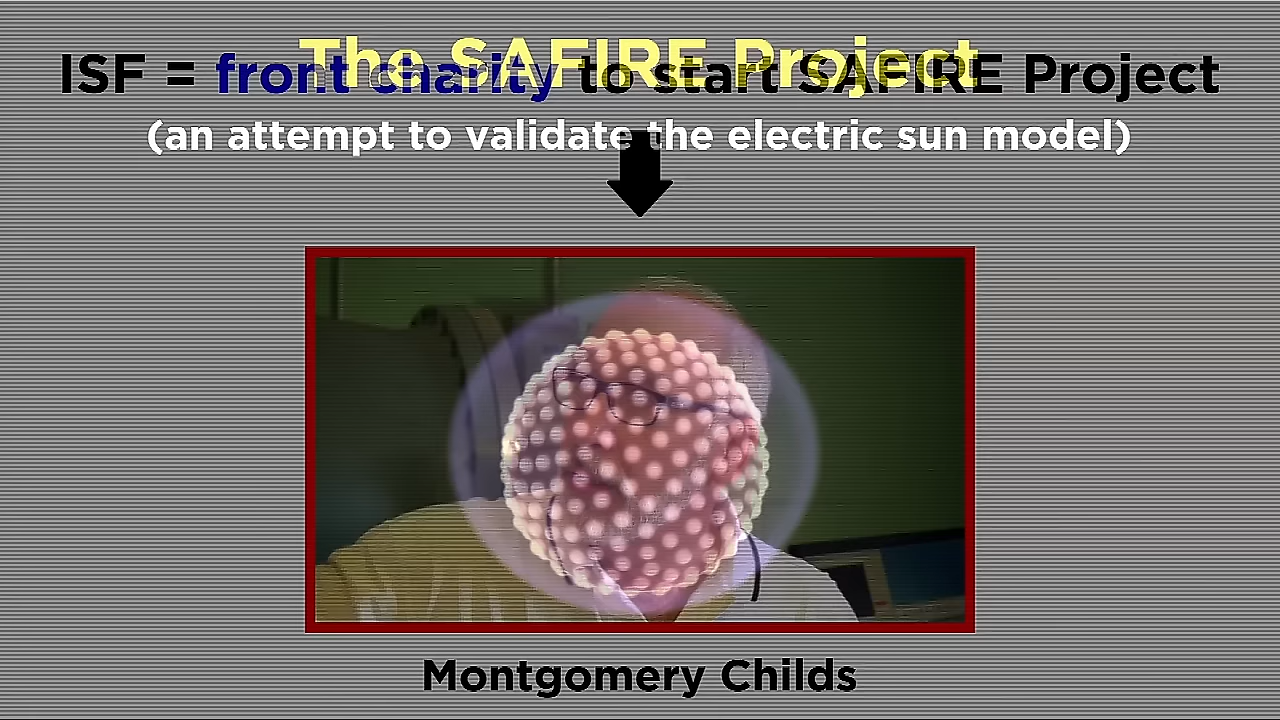 The SAFIRE Project
ISF = front charity to start SAFIRE Project
(an attempt to validate the electric sun model)
Montgomery Childs